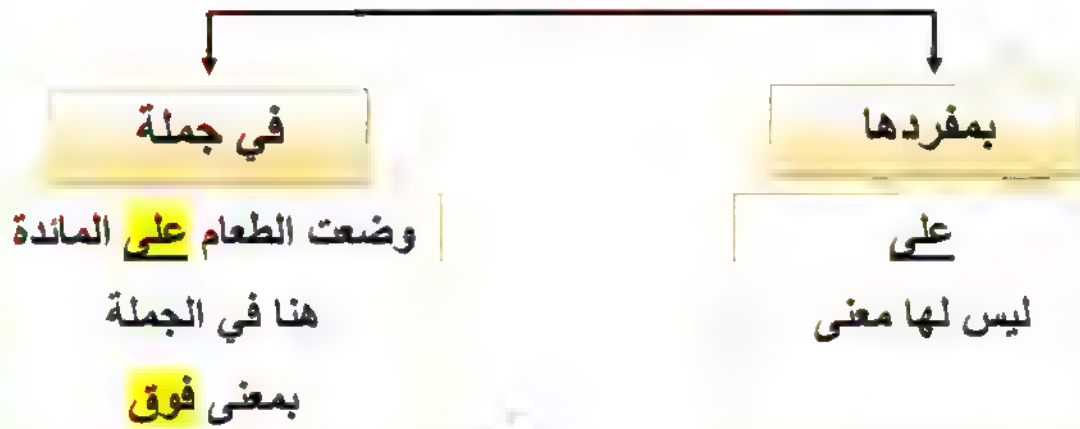 بمفردها
على
ليس لها معنى
في جملة
وضعت الطعام على المائدة
هنا في الجملة
بمعنى فوق